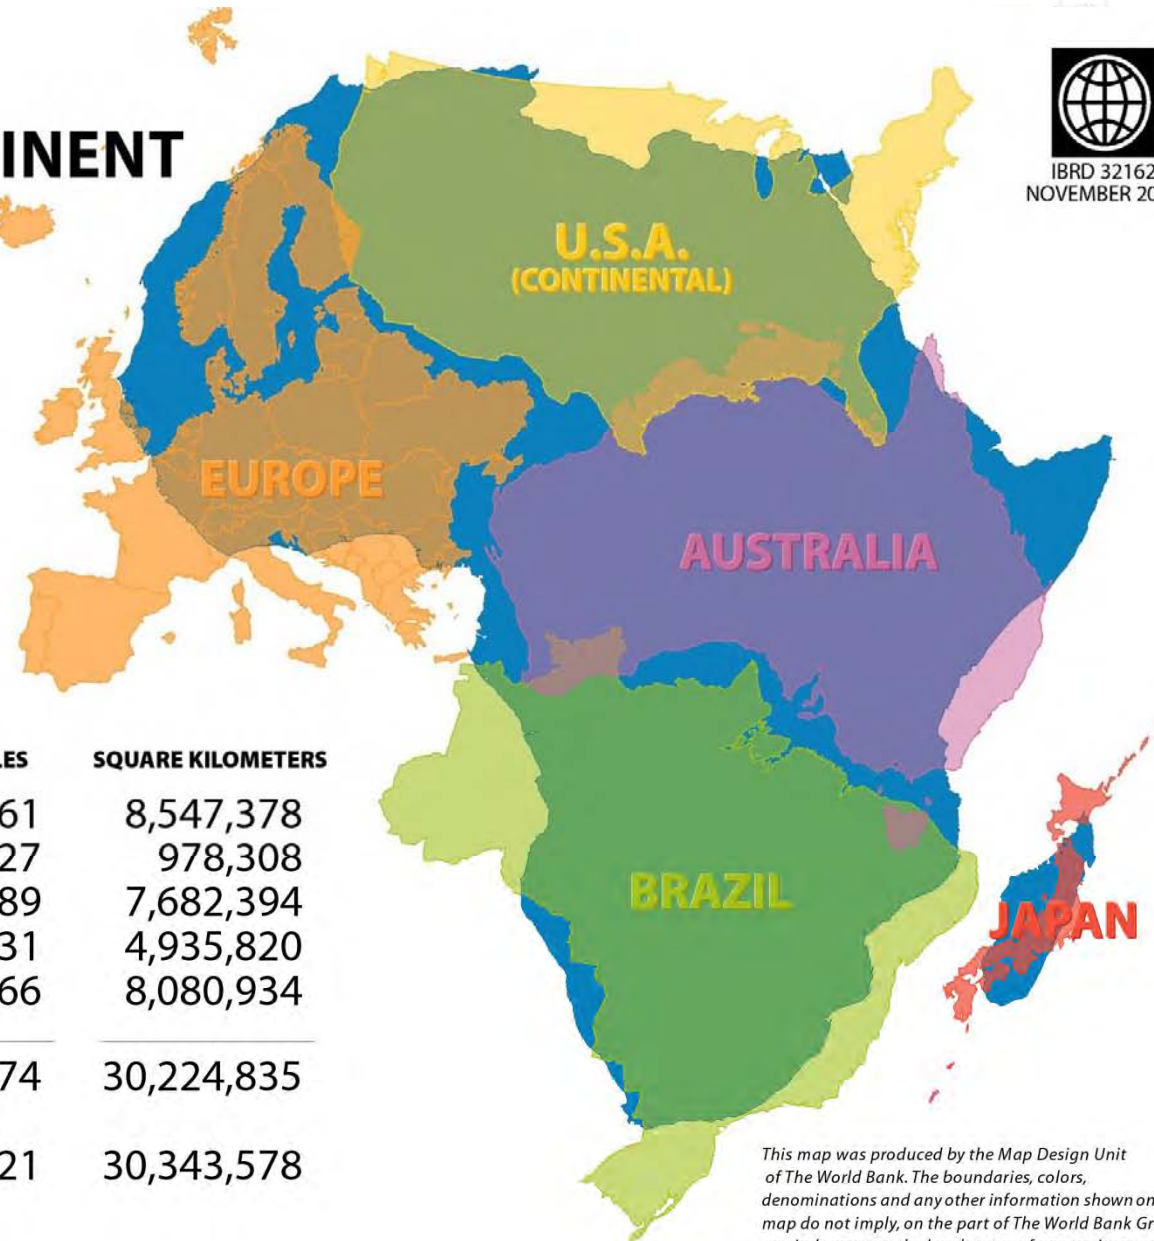 INENT
IBRD 32162
NOVEMBER 20
U.S.A.
(CONTINENTAL)
EUROPE
AUSTRALIA
BRAZIL
JAPAN
LES SQUARE KILOMETERS
61 8,547,378
27 978,308
89 7,682,394
31 4,935,820
66 8,080,934
74 30,224,835
21 30,343,578
This map was produced by the Map Design Unit
of The World Bank. The boundaries, colors,
denominations and any other information shown on
map do not imply, on the part of The World Bank Gr